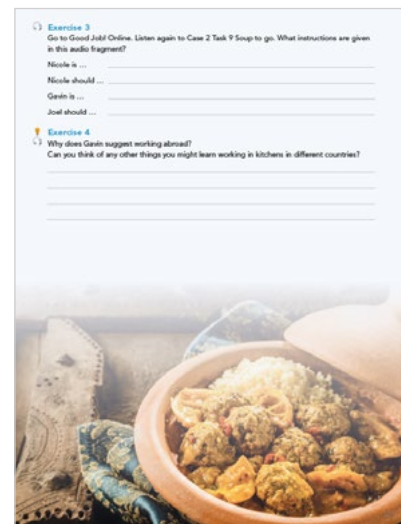 Exercise 3
Go to Good Job! Online. Listen again to Case 2 Task 9 Soup to go. What instructions are given
in this audio fragment?
Nicole is ...
Nicole should ...
Gavin is ...
Joel should ...
Exercise 4
Why does Gavin suggest working abroad?
Can you think of any other things you might learn working in kitchens in different countries?